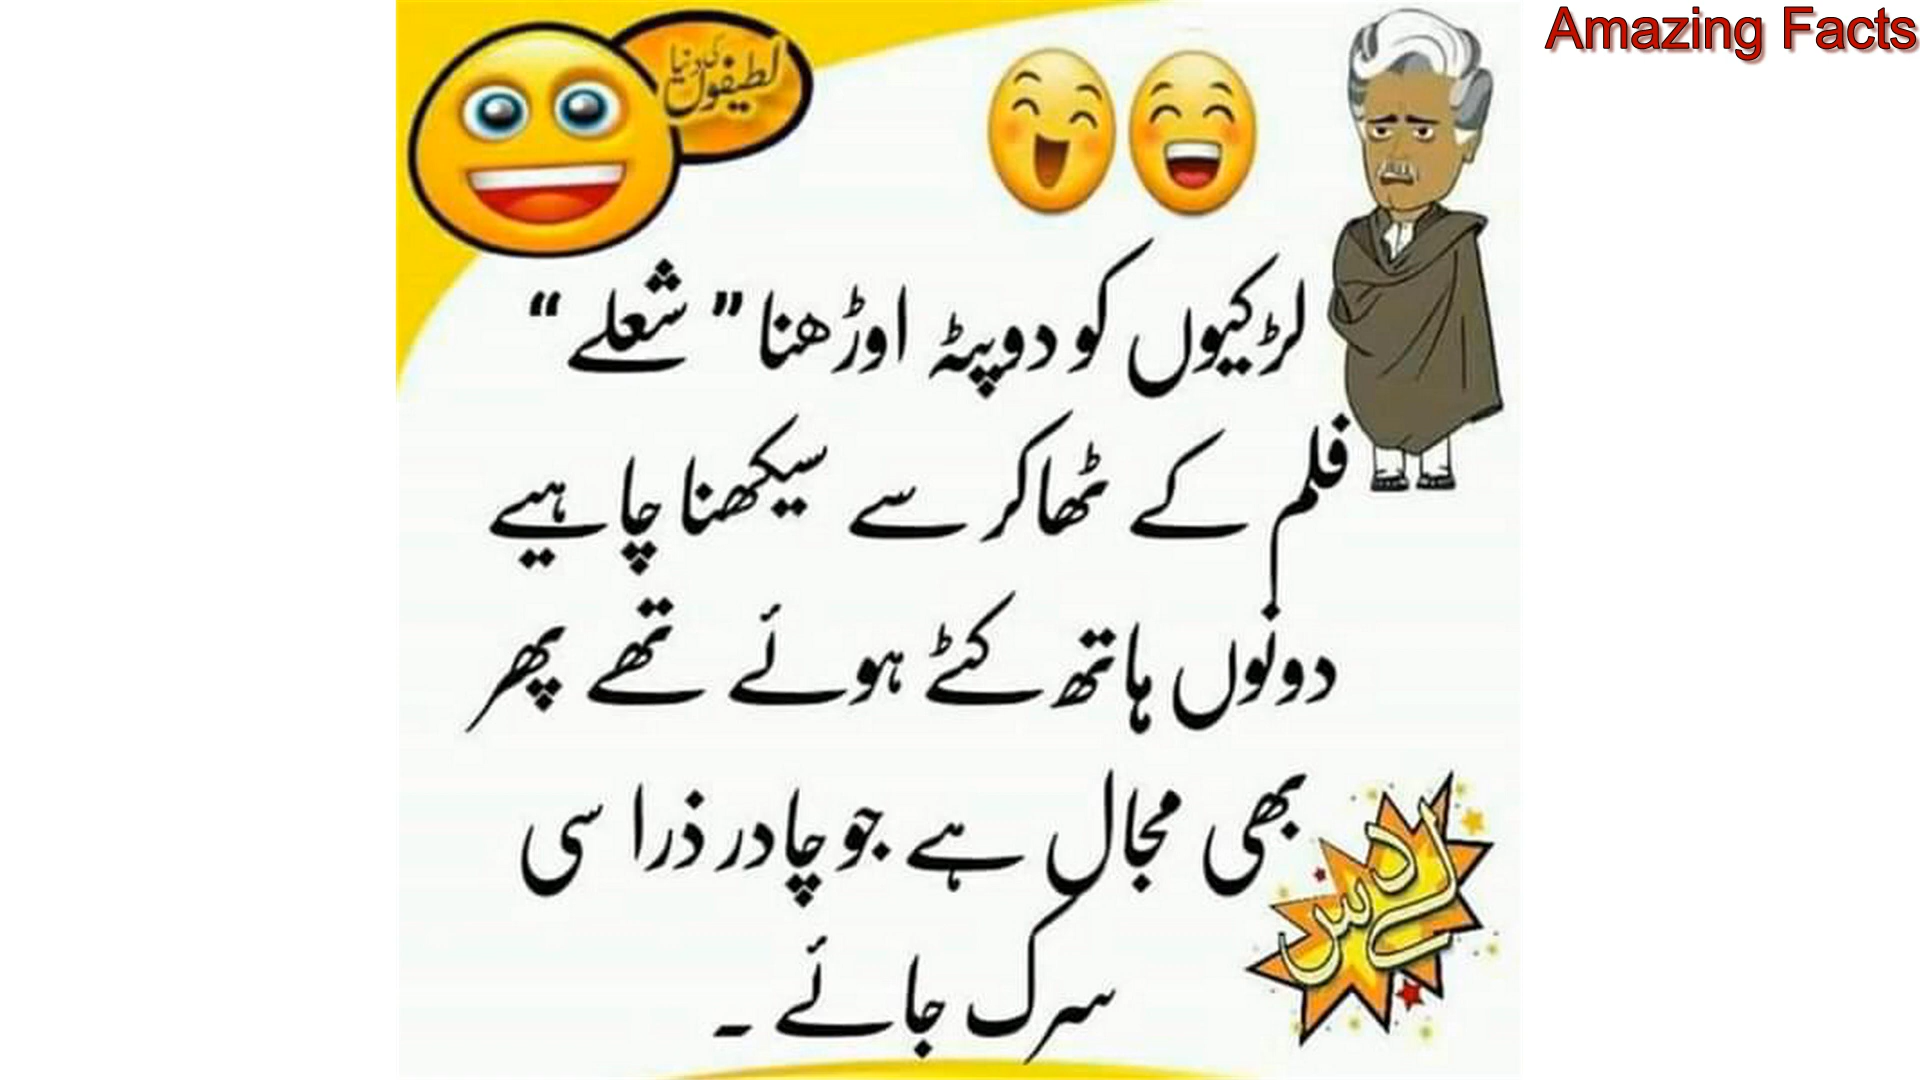 Amazing Facts
لطیفوں کی دنیا
لڑکیوں کو دوپٹہ اوڑھنا ” شعلے “
فلم کے ٹھاکر سے سیکھنا چاہیے
دونوں ہاتھ کٹے ہوئے تھے پھر
بھی مجال ہے جو چادر ذرا سی
سرک جائے ۔